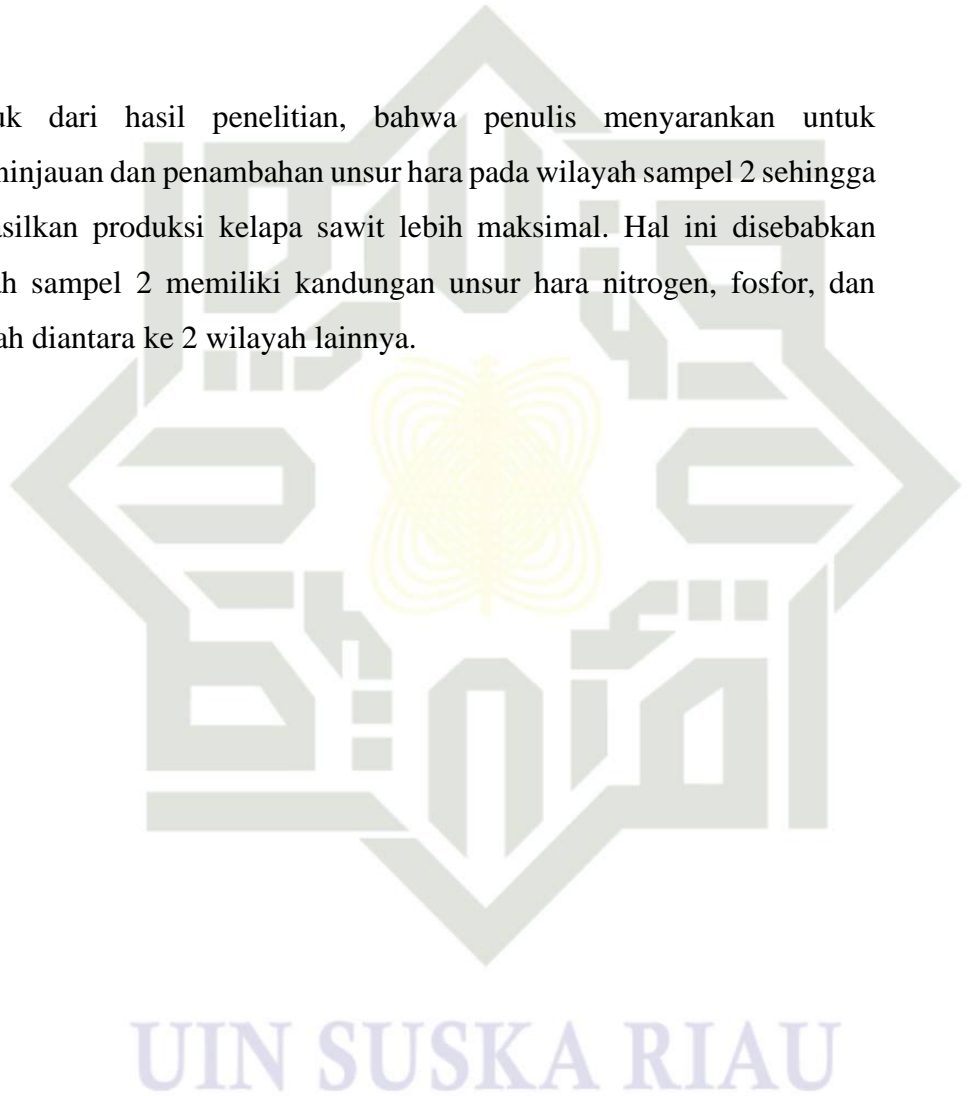 uk dari hasil penelitian, bahwa penulis menyarankan untuk
ninjauan dan penambahan unsur hara pada wilayah sampel 2 sehingga
asilkan produksi kelapa sawit lebih maksimal. Hal ini disebabkan
ah sampel 2 memiliki kandungan unsur hara nitrogen, fosfor, dan
ah diantara ke 2 wilayah lainnya.
UIN SUSKA RIAU